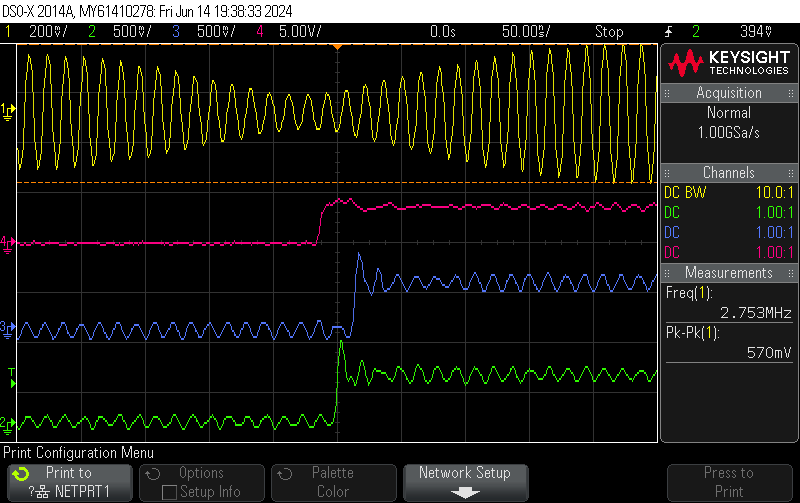 DSO-X 2014A, MY61410278: Fri Jun 14 19:38:33 2024
1 200mV/ 2 500mV/ 3 500mV/ 4 5.00V/ 0.0s 50.00ns/ Stop 2 394mV
KEYSIGHT
TECHNOLOGIES
Acquisition
Normal
1.00GSa/s
Channels
DC BW 10.0:1
DC 1.00:1
DC 1.00:1
DC 1.00:1
Measurements
Freq(1):
2.753MHz
Pk-Pk(1):
570mV
1
4
3
T
2
Print Configuration Menu
Print to
? NETPRT1
Options
Setup Info
Palette
Color
Network Setup
Press to
Print